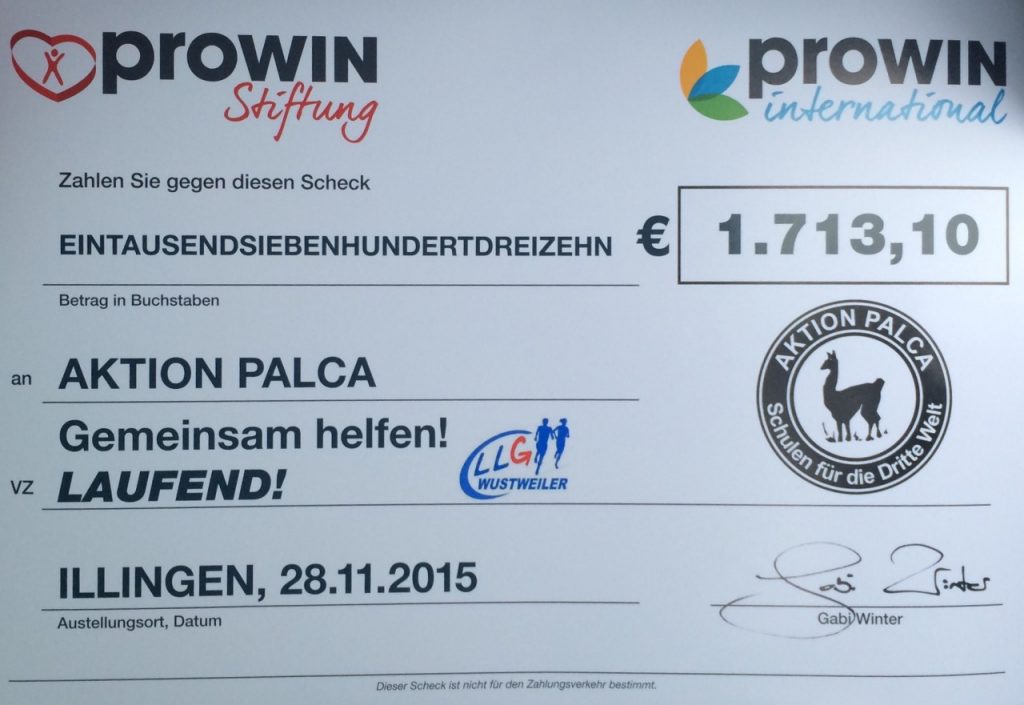 proWIN
Stiftung
proWIN
international
Zahlen Sie gegen diesen Scheck
EINTAUSENDSIEBENHUNDERTDREIZEHN € 1.713,10
Betrag in Buchstaben
an AKTION PALCA
AKTION PALCA
Schulen für die Dritte Welt
Gemeinsam helfen!
VZ LAUFEND!
LLG
WUSTWEILER
ILLINGEN, 28.11.2015
Gabi Winter
Austellungsort, Datum
Gabi Winter
Dieser Scheck ist nicht für den Zahlungsverkehr bestimmt.